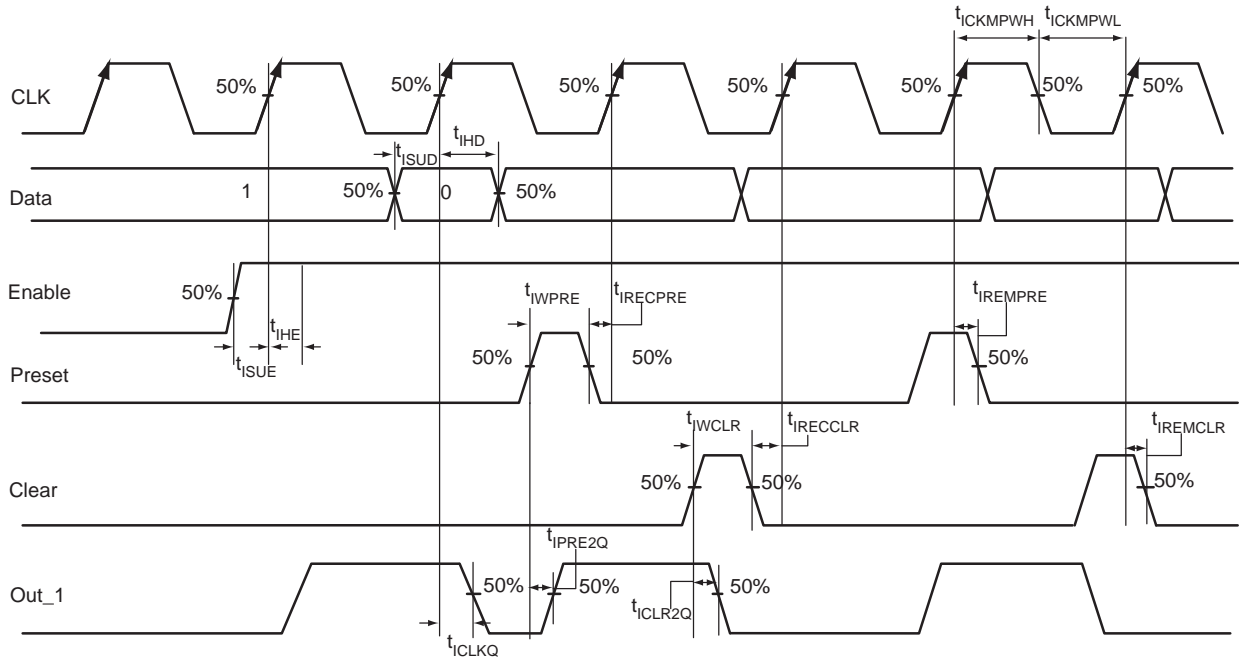 tICKMPWH tICKMPWL
CLK 50% 50% 50% 50% 50% 50% 50%
tISUD tIHD
Data 1 50% 0 50%
Enable 50%
tIHE
tISUE
tIWPRE tIRECPRE tIREMPRE
Preset 50% 50% 50%
tIWCLR tIRECCLR tIREMCLR
Clear 50% 50% 50%
tIPRE2Q
Out_1 50% 50% 50%
tICLR2Q
tICLKQ